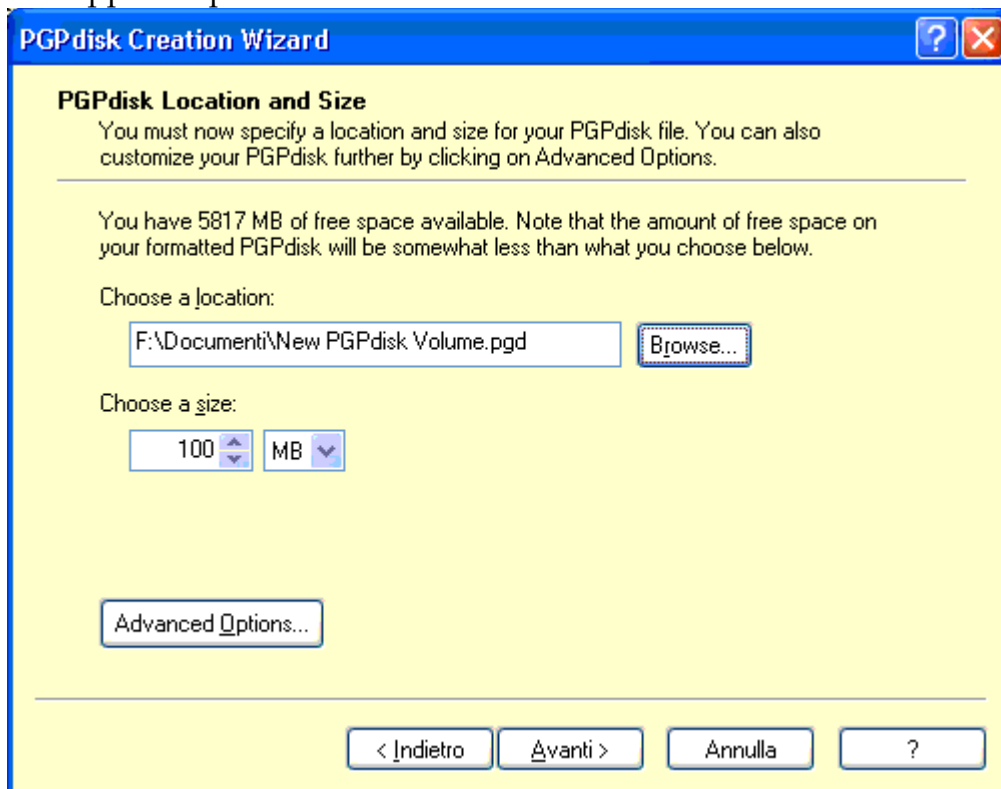 PGPdisk Creation Wizard
PGPdisk Location and Size
You must now specify a location and size for your PGPdisk file. You can also
customize your PGPdisk further by clicking on Advanced Options.
You have 5817 MB of free space available. Note that the amount of free space on
your formatted PGPdisk will be somewhat less than what you choose below.
Choose a location:
F:\Documenti\New PGPdisk Volume.pgd
Browse...
Choose a size:
100 MB
Advanced Options...
< Indietro Avanti > Annulla ?